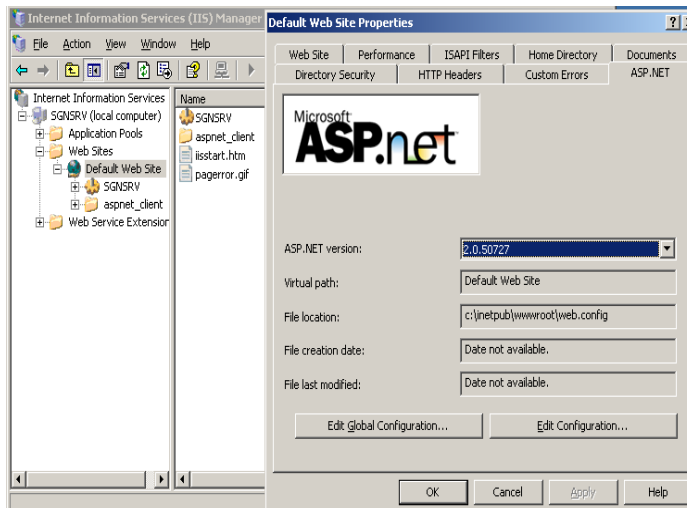 Internet Information Services (IIS) Manager
File Action View Window Help
Internet Information Services
SGNSRV (local computer)
Application Pools
Web Sites
Default Web Site
SGNSRV
aspnet_client
Web Service Extension
Name
SGNSRV
aspnet_client
iisstart.htm
pagerror.gif
Default Web Site Properties
?
Web Site Performance ISAPI Filters Home Directory Documents
Directory Security HTTP Headers Custom Errors ASP.NET
Microsoft
ASP.net
ASP.NET version: 2.0.50727
Virtual path: Default Web Site
File location: c:\inetpub\wwwroot\web.config
File creation date: Date not available.
File last modified: Date not available.
Edit Global Configuration... Edit Configuration...
OK Cancel Apply Help